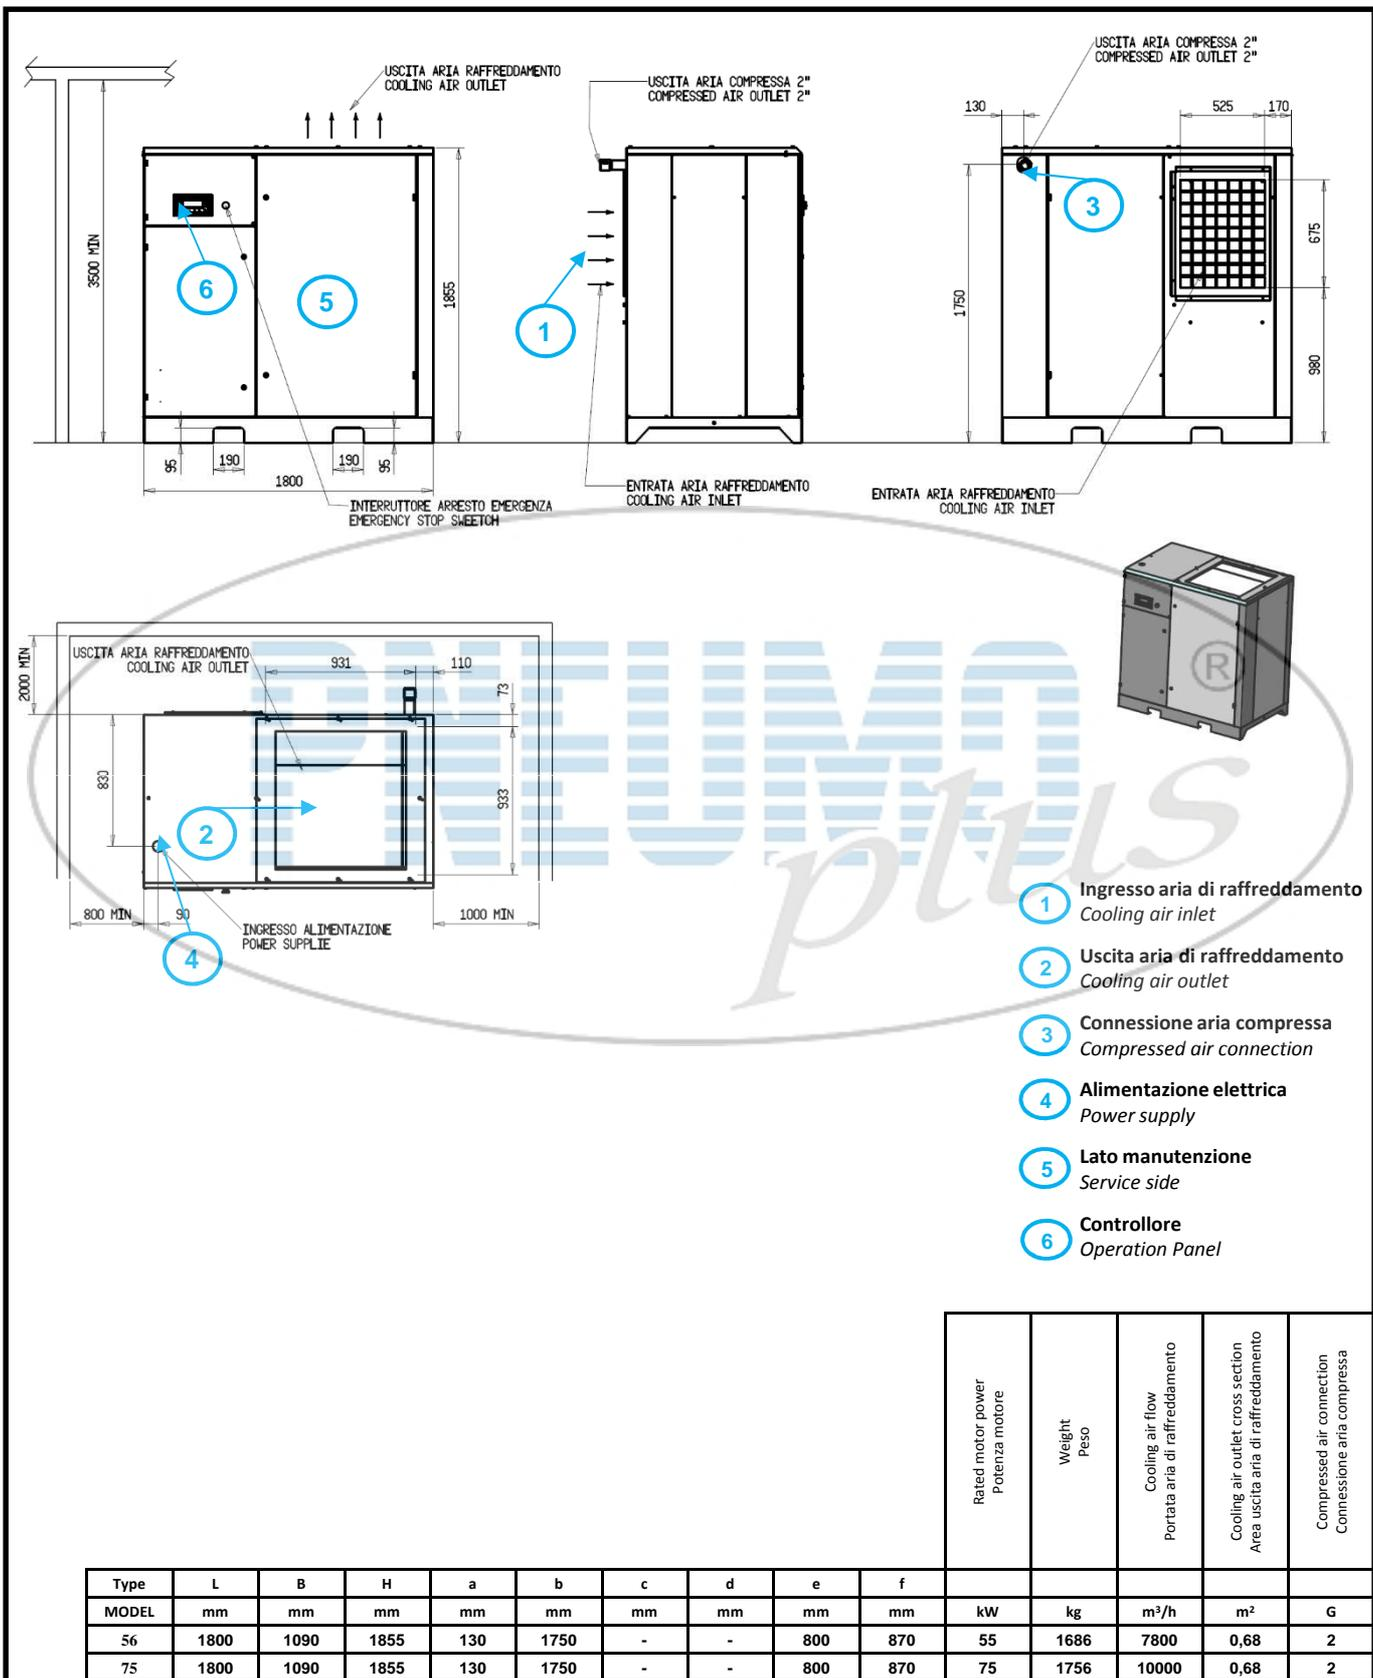 USCITA ARIA RAFFREDDAMENTO
COOLING AIR OUTLET
USCITA ARIA COMPRESSA 2"
COMPRESSED AIR OUTLET 2"
USCITA ARIA COMPRESSA 2"
COMPRESSED AIR OUTLET 2"
130
525
170
3500 MIN
6
5
1855
1
3
1750
675
980
95
190
190
95
1800
INTERRUTTORE ARRESTO EMERGENZA
EMERGENCY STOP SWEETCH
ENTRATA ARIA RAFFREDDAMENTO
COOLING AIR INLET
ENTRATA ARIA RAFFREDDAMENTO
COOLING AIR INLET
2000 MIN
USCITA ARIA RAFFREDDAMENTO
COOLING AIR OUTLET
931
110
73
830
933
2
800 MIN
90
4
INGRESSO ALIMENTAZIONE
POWER SUPPLIE
1000 MIN
PNEUMO
plus
®
1 Ingresso aria di raffreddamento
Cooling air inlet
2 Uscita aria di raffreddamento
Cooling air outlet
3 Connessione aria compressa
Compressed air connection
4 Alimentazione elettrica
Power supply
5 Lato manutenzione
Service side
6 Controllore
Operation Panel
Rated motor power
Potenza motore
Weight
Peso
Cooling air flow
Portata aria di raffreddamento
Cooling air outlet cross section
Area uscita aria di raffreddamento
Compressed air connection
Connessione aria compressa
Type L B H a b c d e f
MODEL mm mm mm mm mm mm mm mm mm kW kg m³/h m² G
56 1800 1090 1855 130 1750 - - 800 870 55 1686 7800 0,68 2
75 1800 1090 1855 130 1750 - - 800 870 75 1756 10000 0,68 2